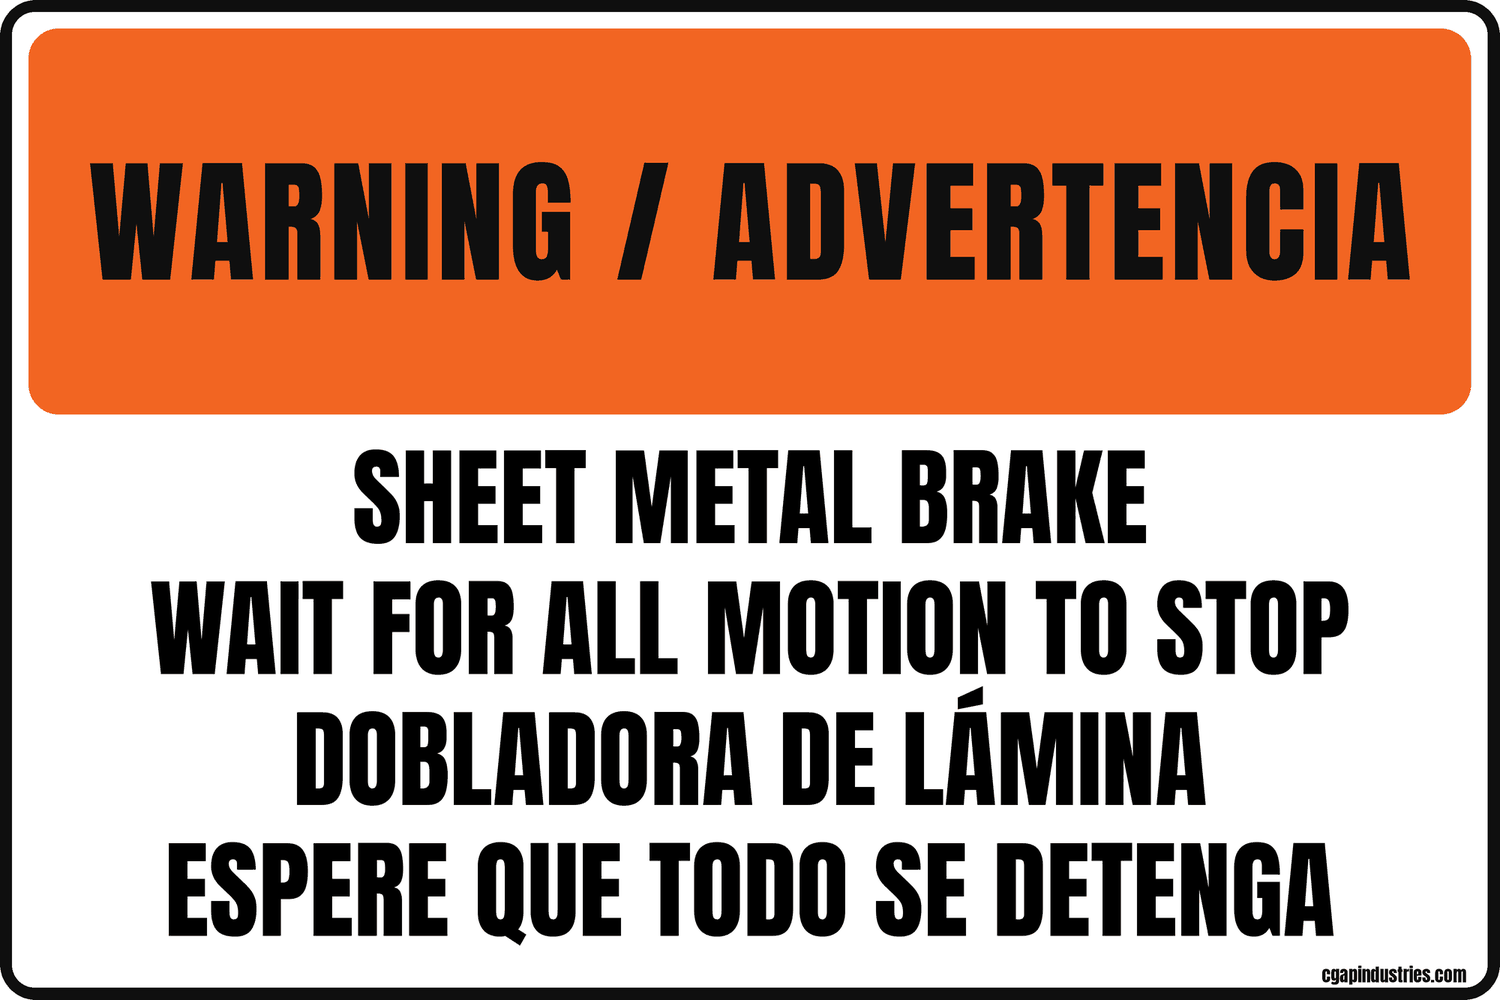 WARNING / ADVERTENCIA
SHEET METAL BRAKE
WAIT FOR ALL MOTION TO STOP
DOBLADORA DE LÁMINA
ESPERE QUE TODO SE DETENGA
cgapindustries.com